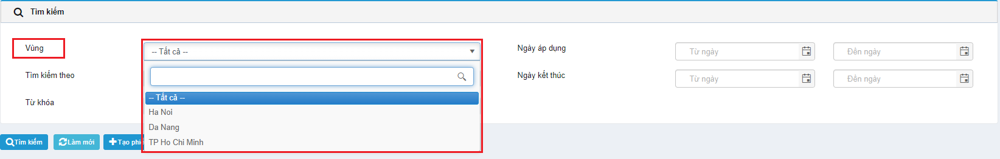 Tìm kiếm
Vùng
-- Tất cả --
Ngày áp dụng
Từ ngày
Đến ngày
Tìm kiếm theo
Ngày kết thúc
Từ ngày
Đến ngày
-- Tất cả --
Từ khóa
Ha Noi
Da Nang
TP Ho Chi Minh
Tìm kiếm
Làm mới
Tạo